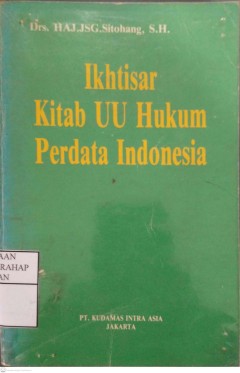 Drs. HAJ.JSG.Sitohang, S.H.
Ikhtisar
Kitab UU Hukum
Perdata Indonesia
AAN
RAHAP
AN
PT. KUDAMAS INTRA ASIA
JAKARTA